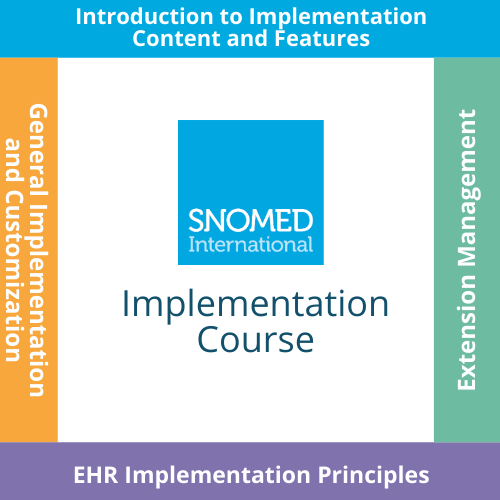 Introduction to Implementation
Content and Features
General Implementation
and Customization
SNOMED
International
Implementation
Course
Extension Management
EHR Implementation Principles